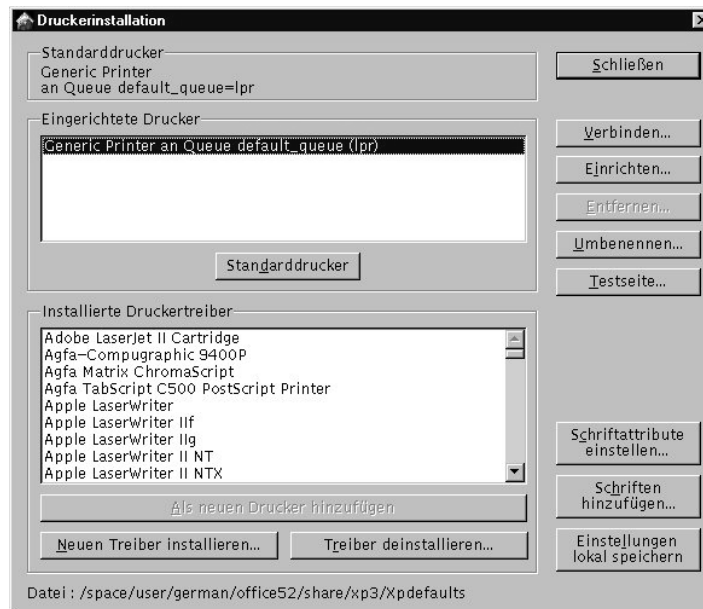 Druckerinstallation
Standarddrucker
Generic Printer
an Queue default_queue=lpr
Schließen
Eingerichtete Drucker
Generic Printer an Queue default_queue (lpr)
Verbinden...
Einrichten...
Entfernen...
Umbenennen...
Standarddrucker
Testseite...
Installierte Druckertreiber
Adobe LaserJet II Cartridge
Agfa-Compugraphic 9400P
Agfa Matrix ChromaScript
Agfa TabScript C500 PostScript Printer
Apple LaserWriter
Apple LaserWriter IIf
Apple LaserWriter IIg
Apple LaserWriter II NT
Apple LaserWriter II NTX
Schriftattribute
einstellen...
Schriften
hinzufügen...
Als neuen Drucker hinzufügen
Neuen Treiber installieren...
Treiber deinstallieren...
Einstellungen
lokal speichern
Datei : /space/user/german/office52/share/xp3/Xpdefaults